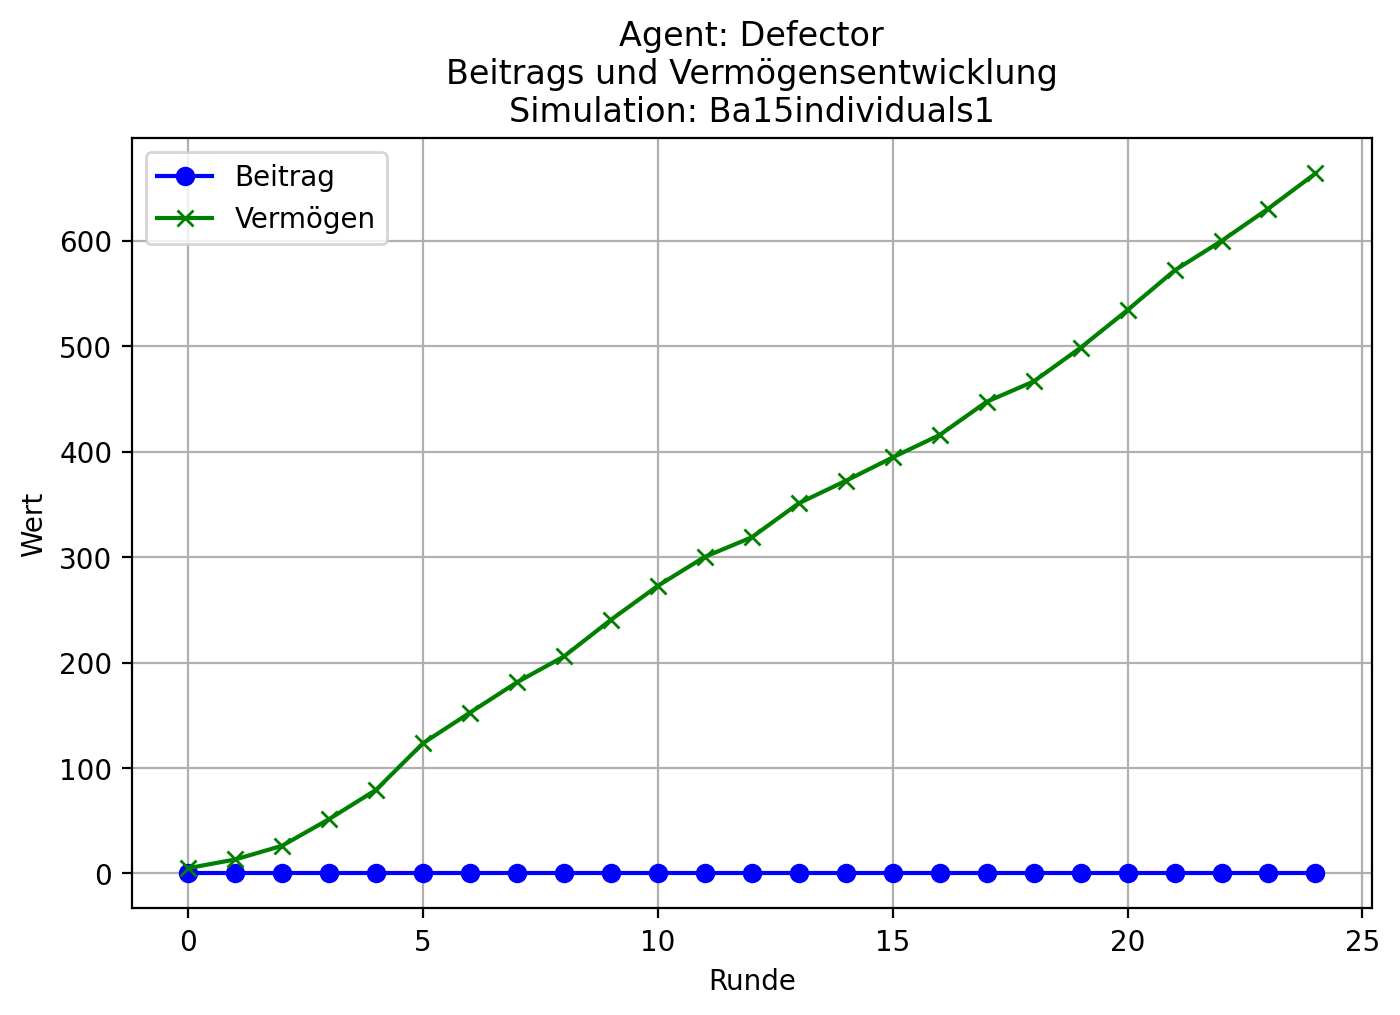 Agent: Defector
Beitrags und Vermögensentwicklung
Simulation: Ba15individuals1
Beitrag
Vermögen
600
500
400
300
200
100
0
Wert
0 5 10 15 20 25
Runde